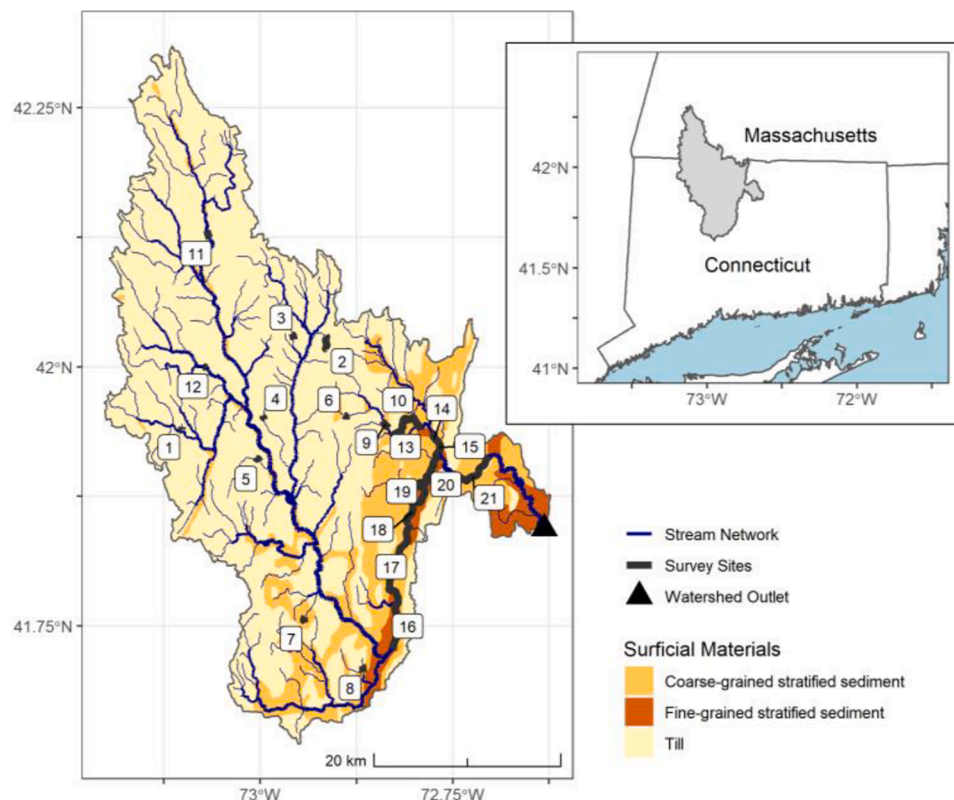 42.25°N
42°N
41.75°N
73°W
72.75°W
11
3
2
12
4
6
10
14
1
9
13
15
5
19
20
21
18
17
7
16
8
20 km
Massachusetts
Connecticut
42°N
41.5°N
41°N
73°W
72°W
Stream Network
Survey Sites
Watershed Outlet
Surficial Materials
Coarse-grained stratified sediment
Fine-grained stratified sediment
Till